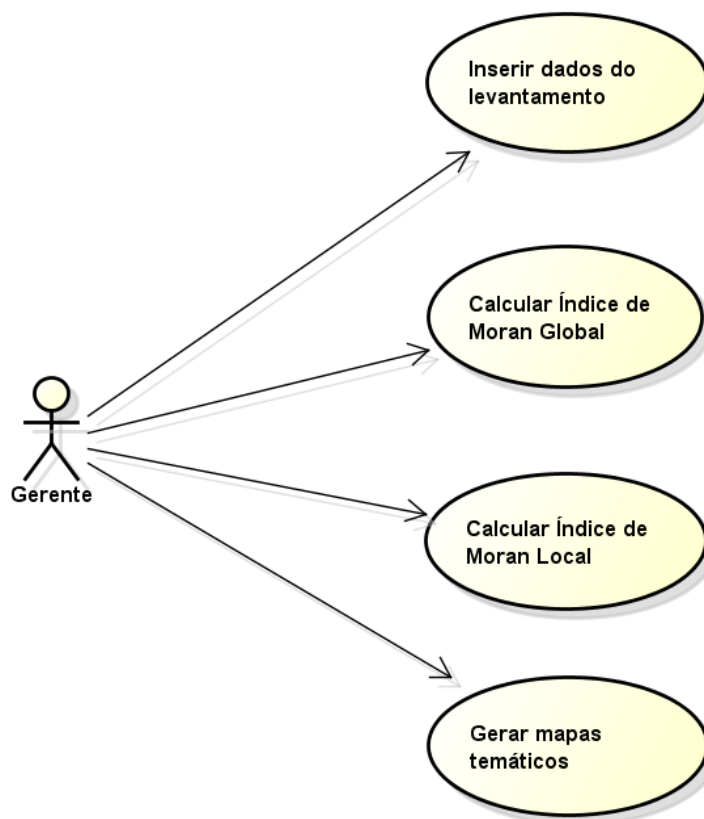 Inserir dados do
levantamento
Calcular Índice de
Moran Global
Gerente
Calcular Índice de
Moran Local
Gerar mapas
temáticos